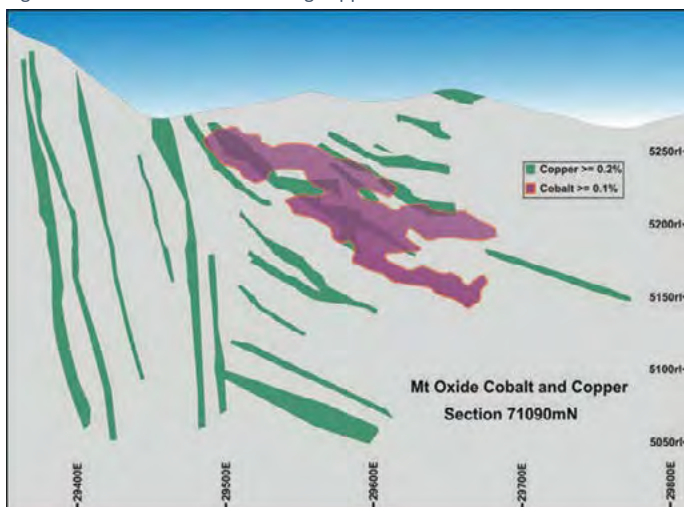 Copper >= 0.2%
Cobalt >= 0.1%
5250rl
5200rl
5150rl
5100rl
5050rl
Mt Oxide Cobalt and Copper
Section 71090mN
29400E
29500E
29600E
29700E
29800E